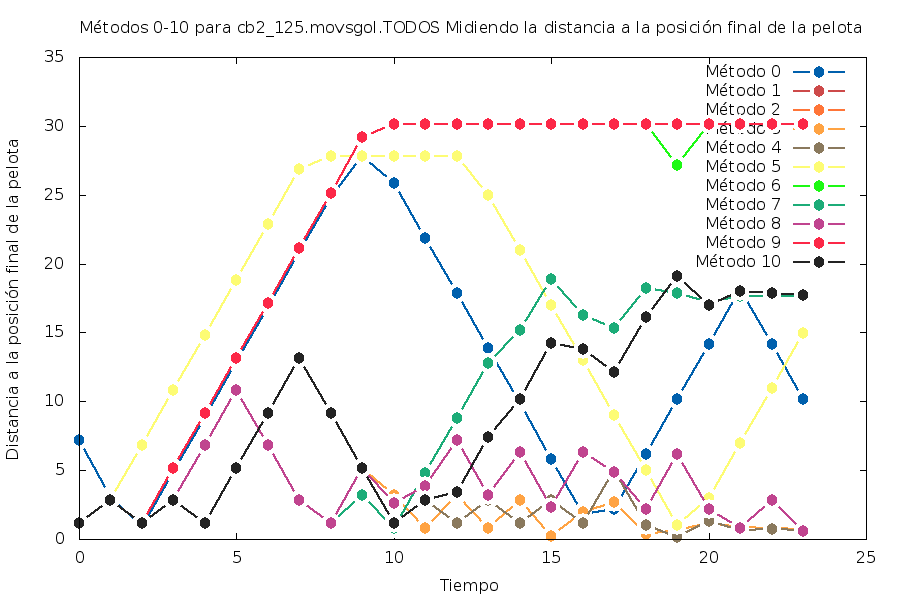 Métodos 0-10 para cb2_125.movsgol.TODOS Midiendo la distancia a la posición final de la pelota
35
30
25
20
15
10
5
0
Distancia a la posición final de la pelota
Método 0
Método 1
Método 2
Método 3
Método 4
Método 5
Método 6
Método 7
Método 8
Método 9
Método 10
0
5
10
15
20
25
Tiempo